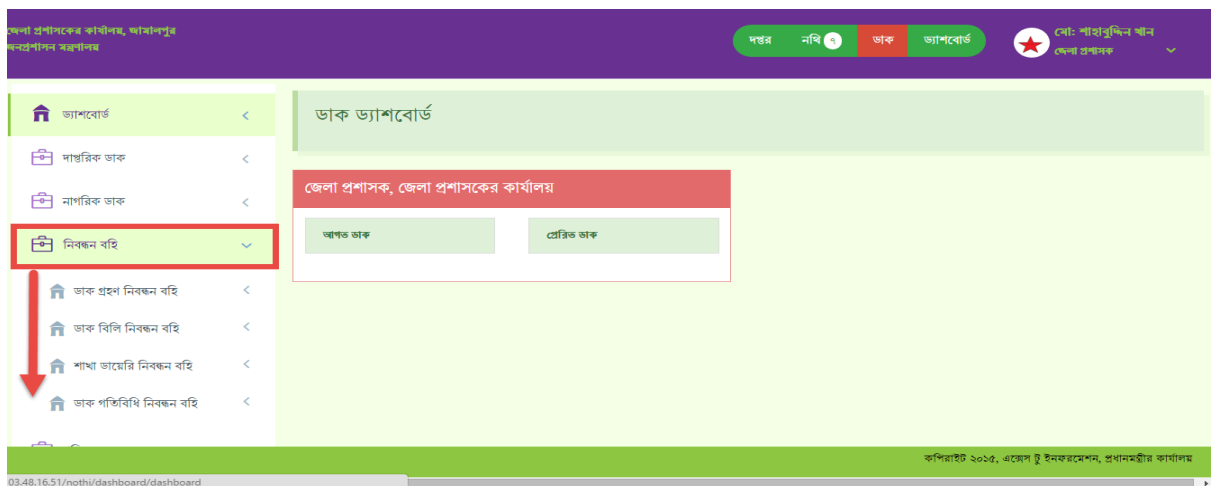 জেলা প্রশাসকের কার্যালয়, জামালপুর
জনপ্রশাসন মন্ত্রণালয়
দপ্তর নথি ৭ ডাক ড্যাশবোর্ড
মো: শাহাবুদ্দিন খান
জেলা প্রশাসক
ড্যাশবোর্ড
দাপ্তরিক ডাক
নাগরিক ডাক
নিবন্ধন বহি
ডাক গ্রহণ নিবন্ধন বহি
ডাক বিলি নিবন্ধন বহি
শাখা ডায়েরি নিবন্ধন বহি
ডাক গতিবিধি নিবন্ধন বহি
ডাক ড্যাশবোর্ড
জেলা প্রশাসক, জেলা প্রশাসকের কার্যালয়
আগত ডাক প্রেরিত ডাক
কপিরাইট ২০১৫, এক্সেস টু ইনফরমেশন, প্রধানমন্ত্রীর কার্যালয়
03.48.16.51/nothi/dashboard/dashboard